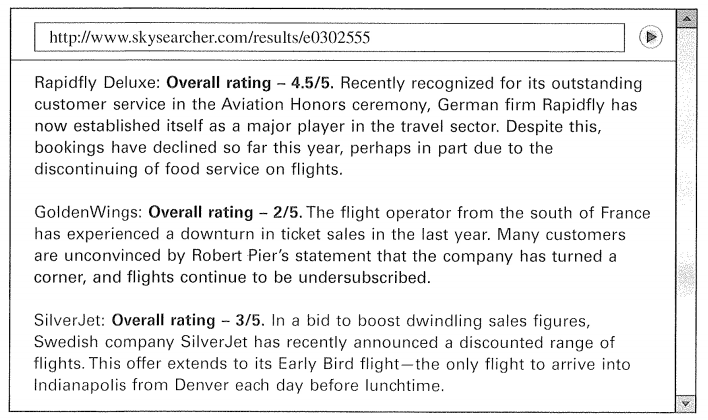 http://www.skysearcher.com/results/e0302555
Rapidfly Deluxe: Overall rating – 4.5/5. Recently recognized for its outstanding
customer service in the Aviation Honors ceremony, German firm Rapidfly has
now established itself as a major player in the travel sector. Despite this,
bookings have declined so far this year, perhaps in part due to the
discontinuing of food service on flights.
GoldenWings: Overall rating – 2/5. The flight operator from the south of France
has experienced a downturn in ticket sales in the last year. Many customers
are unconvinced by Robert Pier's statement that the company has turned a
corner, and flights continue to be undersubscribed.
SilverJet: Overall rating – 3/5. In a bid to boost dwindling sales figures,
Swedish company SilverJet has recently announced a discounted range of
flights. This offer extends to its Early Bird flight—the only flight to arrive into
Indianapolis from Denver each day before lunchtime.